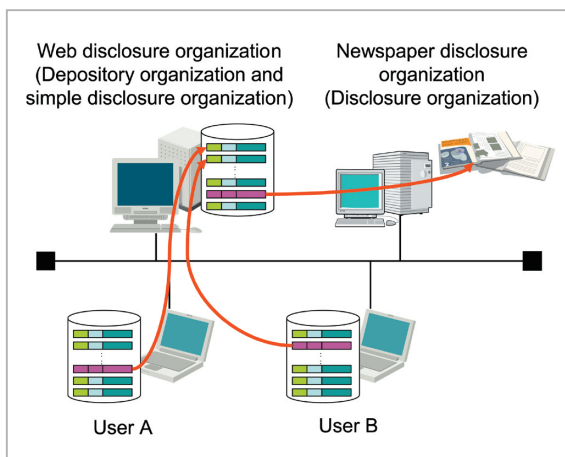 Web disclosure organization
(Depository organization and
simple disclosure organization)
Newspaper disclosure
organization
(Disclosure organization)
User A
User B